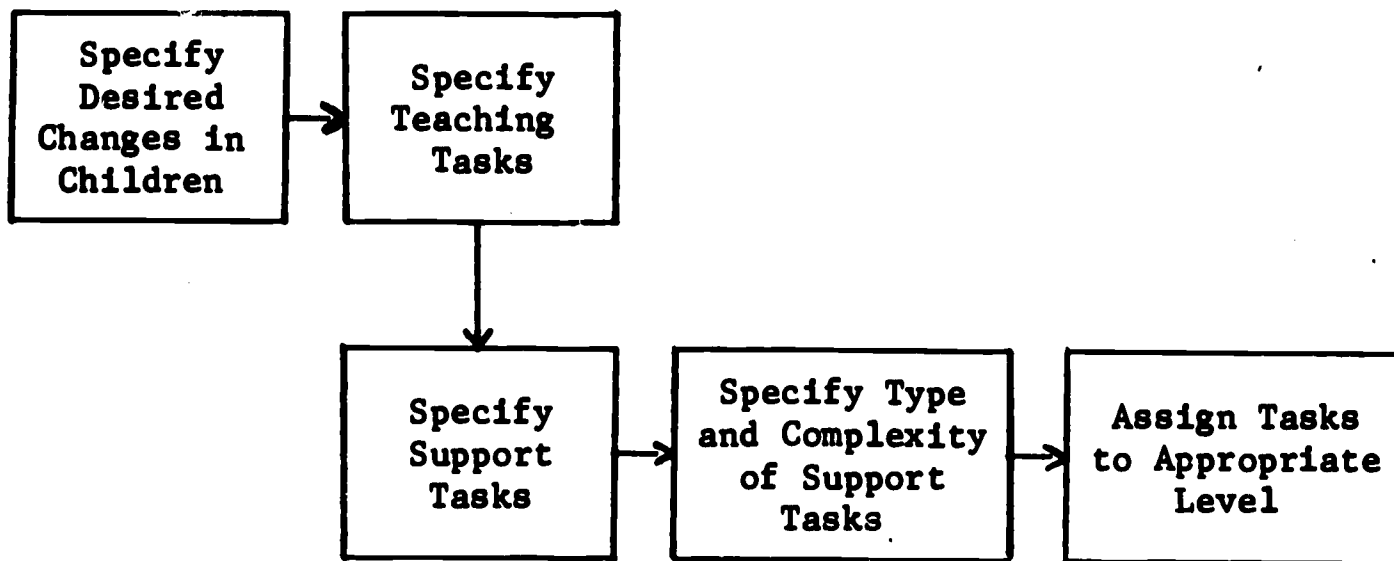 Specify
Desired
Changes in
Children
Specify
Teaching
Tasks
Specify
Support
Tasks
Specify Type
and Complexity
of Support
Tasks
Assign Tasks
to Appropriate
Level